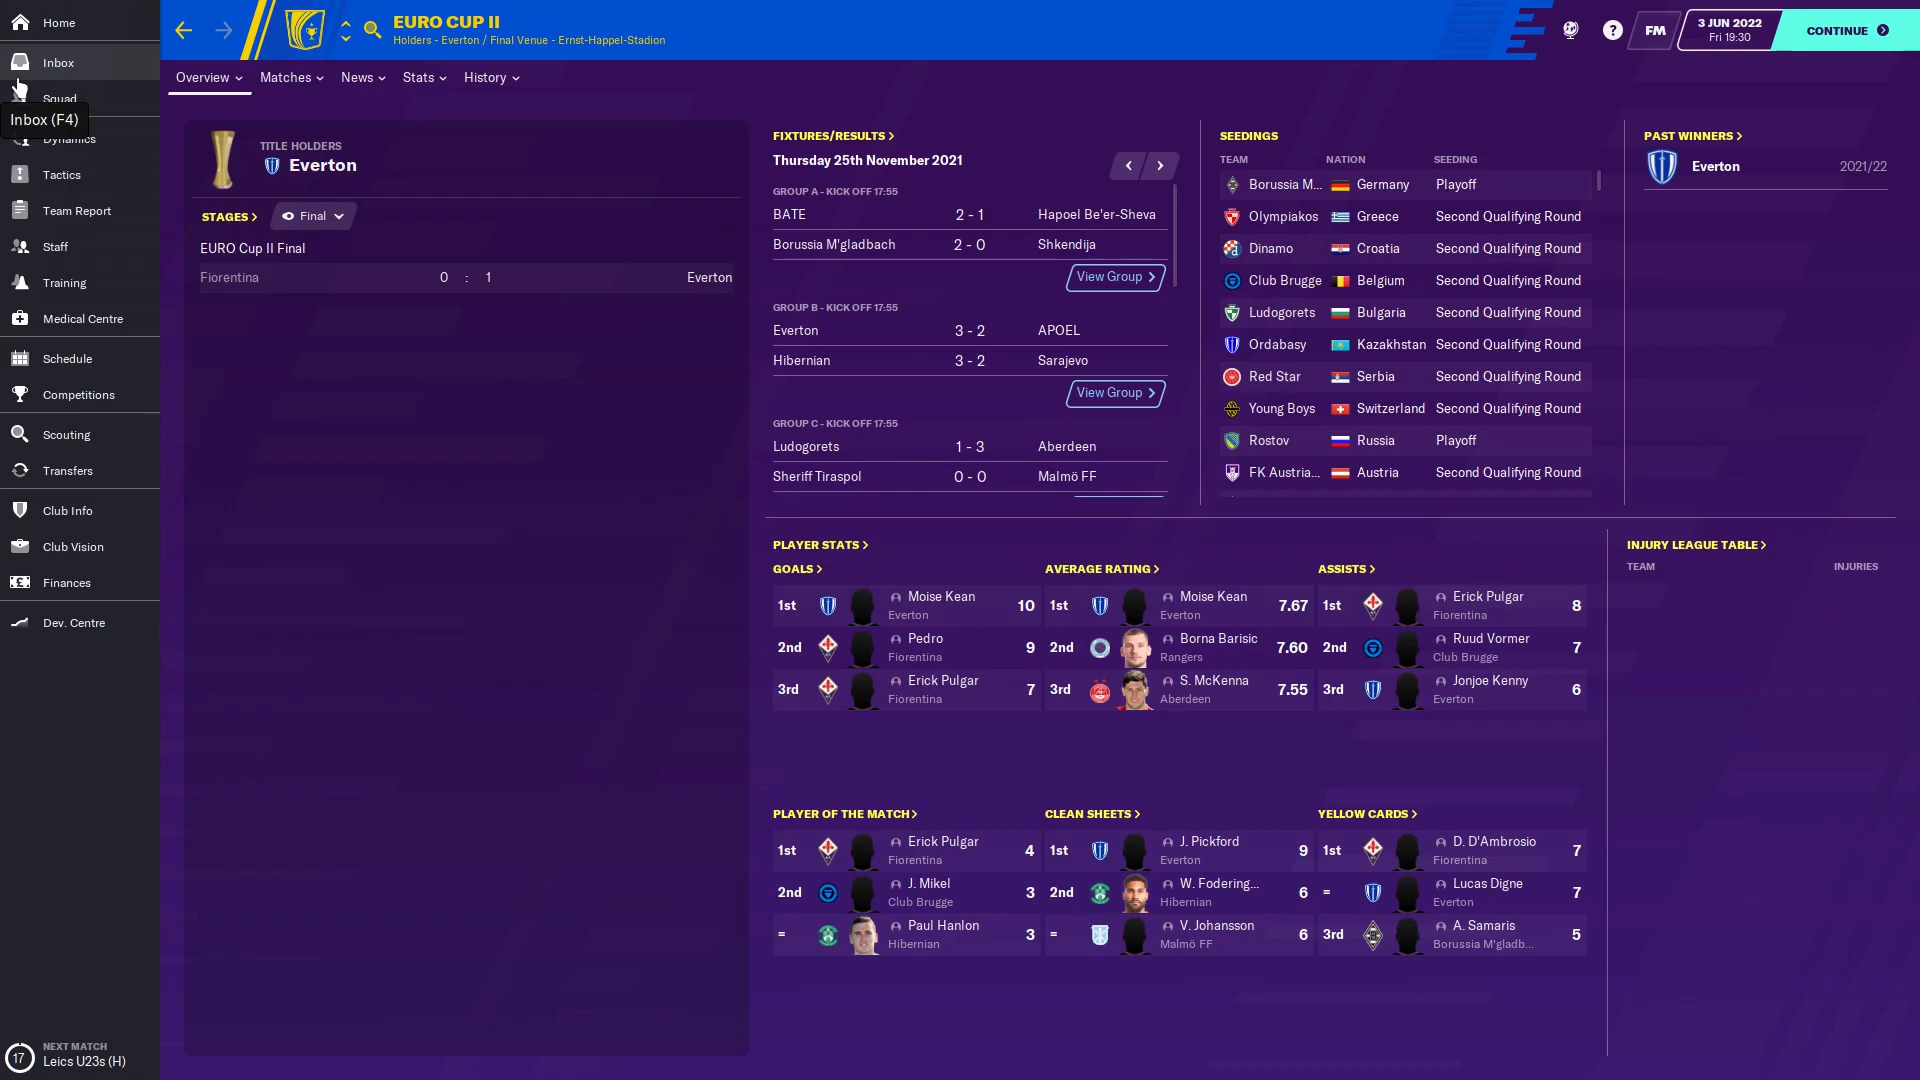 Home
Inbox
Squad
Inbox (F4)
Dynamics
Tactics
Team Report
Staff
Training
Medical Centre
Schedule
Competitions
Scouting
Transfers
Club Info
Club Vision
Finances
Dev. Centre
17
NEXT MATCH
Leics U23s (H)
EURO CUP II
Holders - Everton / Final Venue - Ernst-Happel-Stadion
?
FM
3 JUN 2022
Fri 19:30
CONTINUE
Overview Matches News Stats History
TITLE HOLDERS
Everton
STAGES > Final
EURO Cup II Final
Fiorentina 0 : 1 Everton
FIXTURES/RESULTS >
Thursday 25th November 2021
GROUP A - KICK OFF 17:55
BATE 2 - 1 Hapoel Be'er-Sheva
Borussia M'gladbach 2 - 0 Shkendija
View Group >
GROUP B - KICK OFF 17:55
Everton 3 - 2 APOEL
Hibernian 3 - 2 Sarajevo
View Group >
GROUP C - KICK OFF 17:55
Ludogorets 1 - 3 Aberdeen
Sheriff Tiraspol 0 - 0 Malmö FF
SEEDINGS
TEAM NATION SEEDING
Borussia M... Germany Playoff
Olympiakos Greece Second Qualifying Round
Dinamo Croatia Second Qualifying Round
Club Brugge Belgium Second Qualifying Round
Ludogorets Bulgaria Second Qualifying Round
Ordabasy Kazakhstan Second Qualifying Round
Red Star Serbia Second Qualifying Round
Young Boys Switzerland Second Qualifying Round
Rostov Russia Playoff
FK Austria... Austria Second Qualifying Round
PAST WINNERS >
Everton 2021/22
PLAYER STATS >
GOALS >
1st Moise Kean 10
Everton
2nd Pedro 9
Fiorentina
3rd Erick Pulgar 7
Fiorentina
AVERAGE RATING >
1st Moise Kean 7.67
Everton
2nd Borna Barisic 7.60
Rangers
3rd S. McKenna 7.55
Aberdeen
ASSISTS >
1st Erick Pulgar 8
Fiorentina
2nd Ruud Vormer 7
Club Brugge
3rd Jonjoe Kenny 6
Everton
INJURY LEAGUE TABLE >
TEAM INJURIES
PLAYER OF THE MATCH >
1st Erick Pulgar 4
Fiorentina
2nd J. Mikel 3
Club Brugge
= Paul Hanlon 3
Hibernian
CLEAN SHEETS >
1st J. Pickford 9
Everton
2nd W. Fodering... 6
Hibernian
= V. Johansson 6
Malmö FF
YELLOW CARDS >
1st D. D'Ambrosio 7
Fiorentina
= Lucas Digne 7
Everton
3rd A. Samaris 5
Borussia M'gladb...